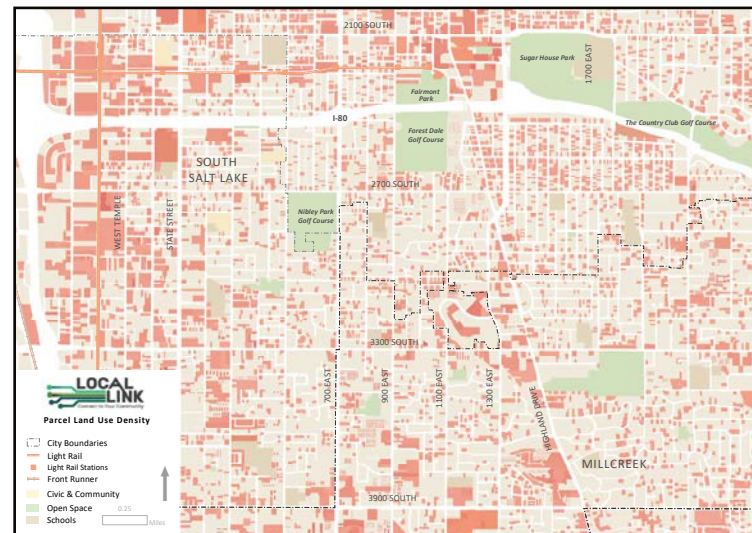 2100 SOUTH
Sugar House Park
1700 EAST
Fairmont
Park
The Country Club Golf Course
I-80
Forest Dale
Golf Course
SOUTH
SALT LAKE
2700 SOUTH
WEST TEMPLE
STATE STREET
Nibley Park
Golf Course
3300 SOUTH
700 EAST
900 EAST
1100 EAST
1300 EAST
HIGHLAND DRIVE
MILLCREEK
3900 SOUTH
LOCAL
LINK
Connect to Your Community
Parcel Land Use Density
City Boundaries
Light Rail
Light Rail Stations
Front Runner
Civic & Community
Open Space
Schools
0.25
Miles